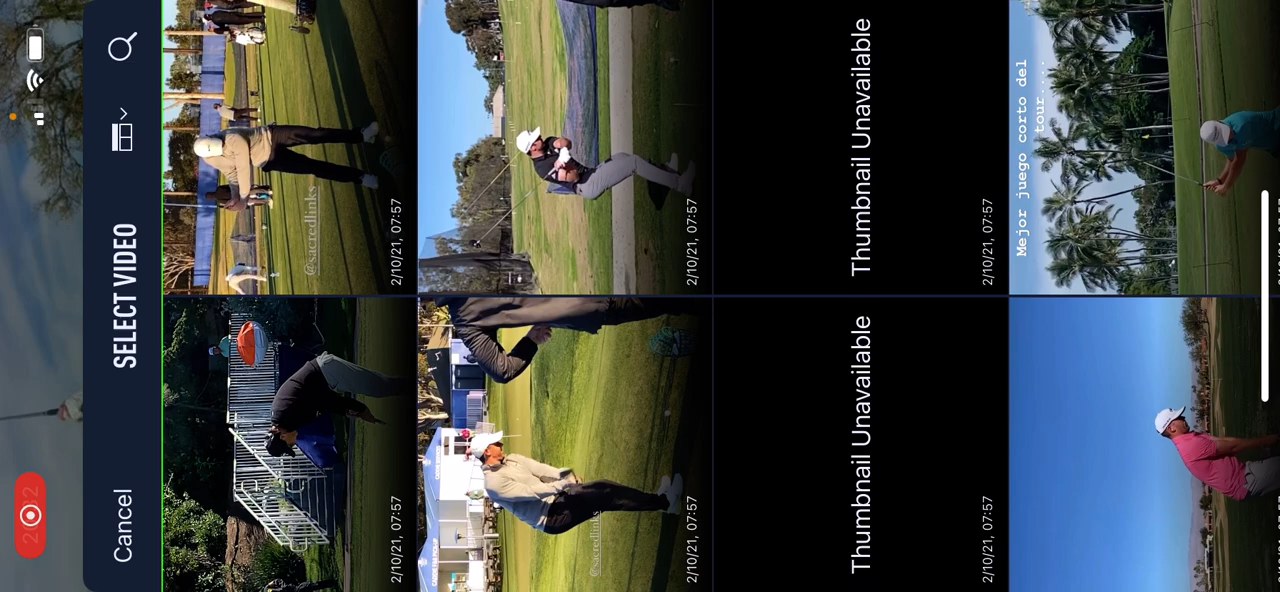 Cancel SELECT VIDEO
@sacredlinks
2/10/21, 07:57 2/10/21, 07:57
@sacredlinks
2/10/21, 07:57 2/10/21, 07:57
Thumbnail Unavailable Thumbnail Unavailable
2/10/21, 07:57 2/10/21, 07:57
Mejor juego corto del
tour....